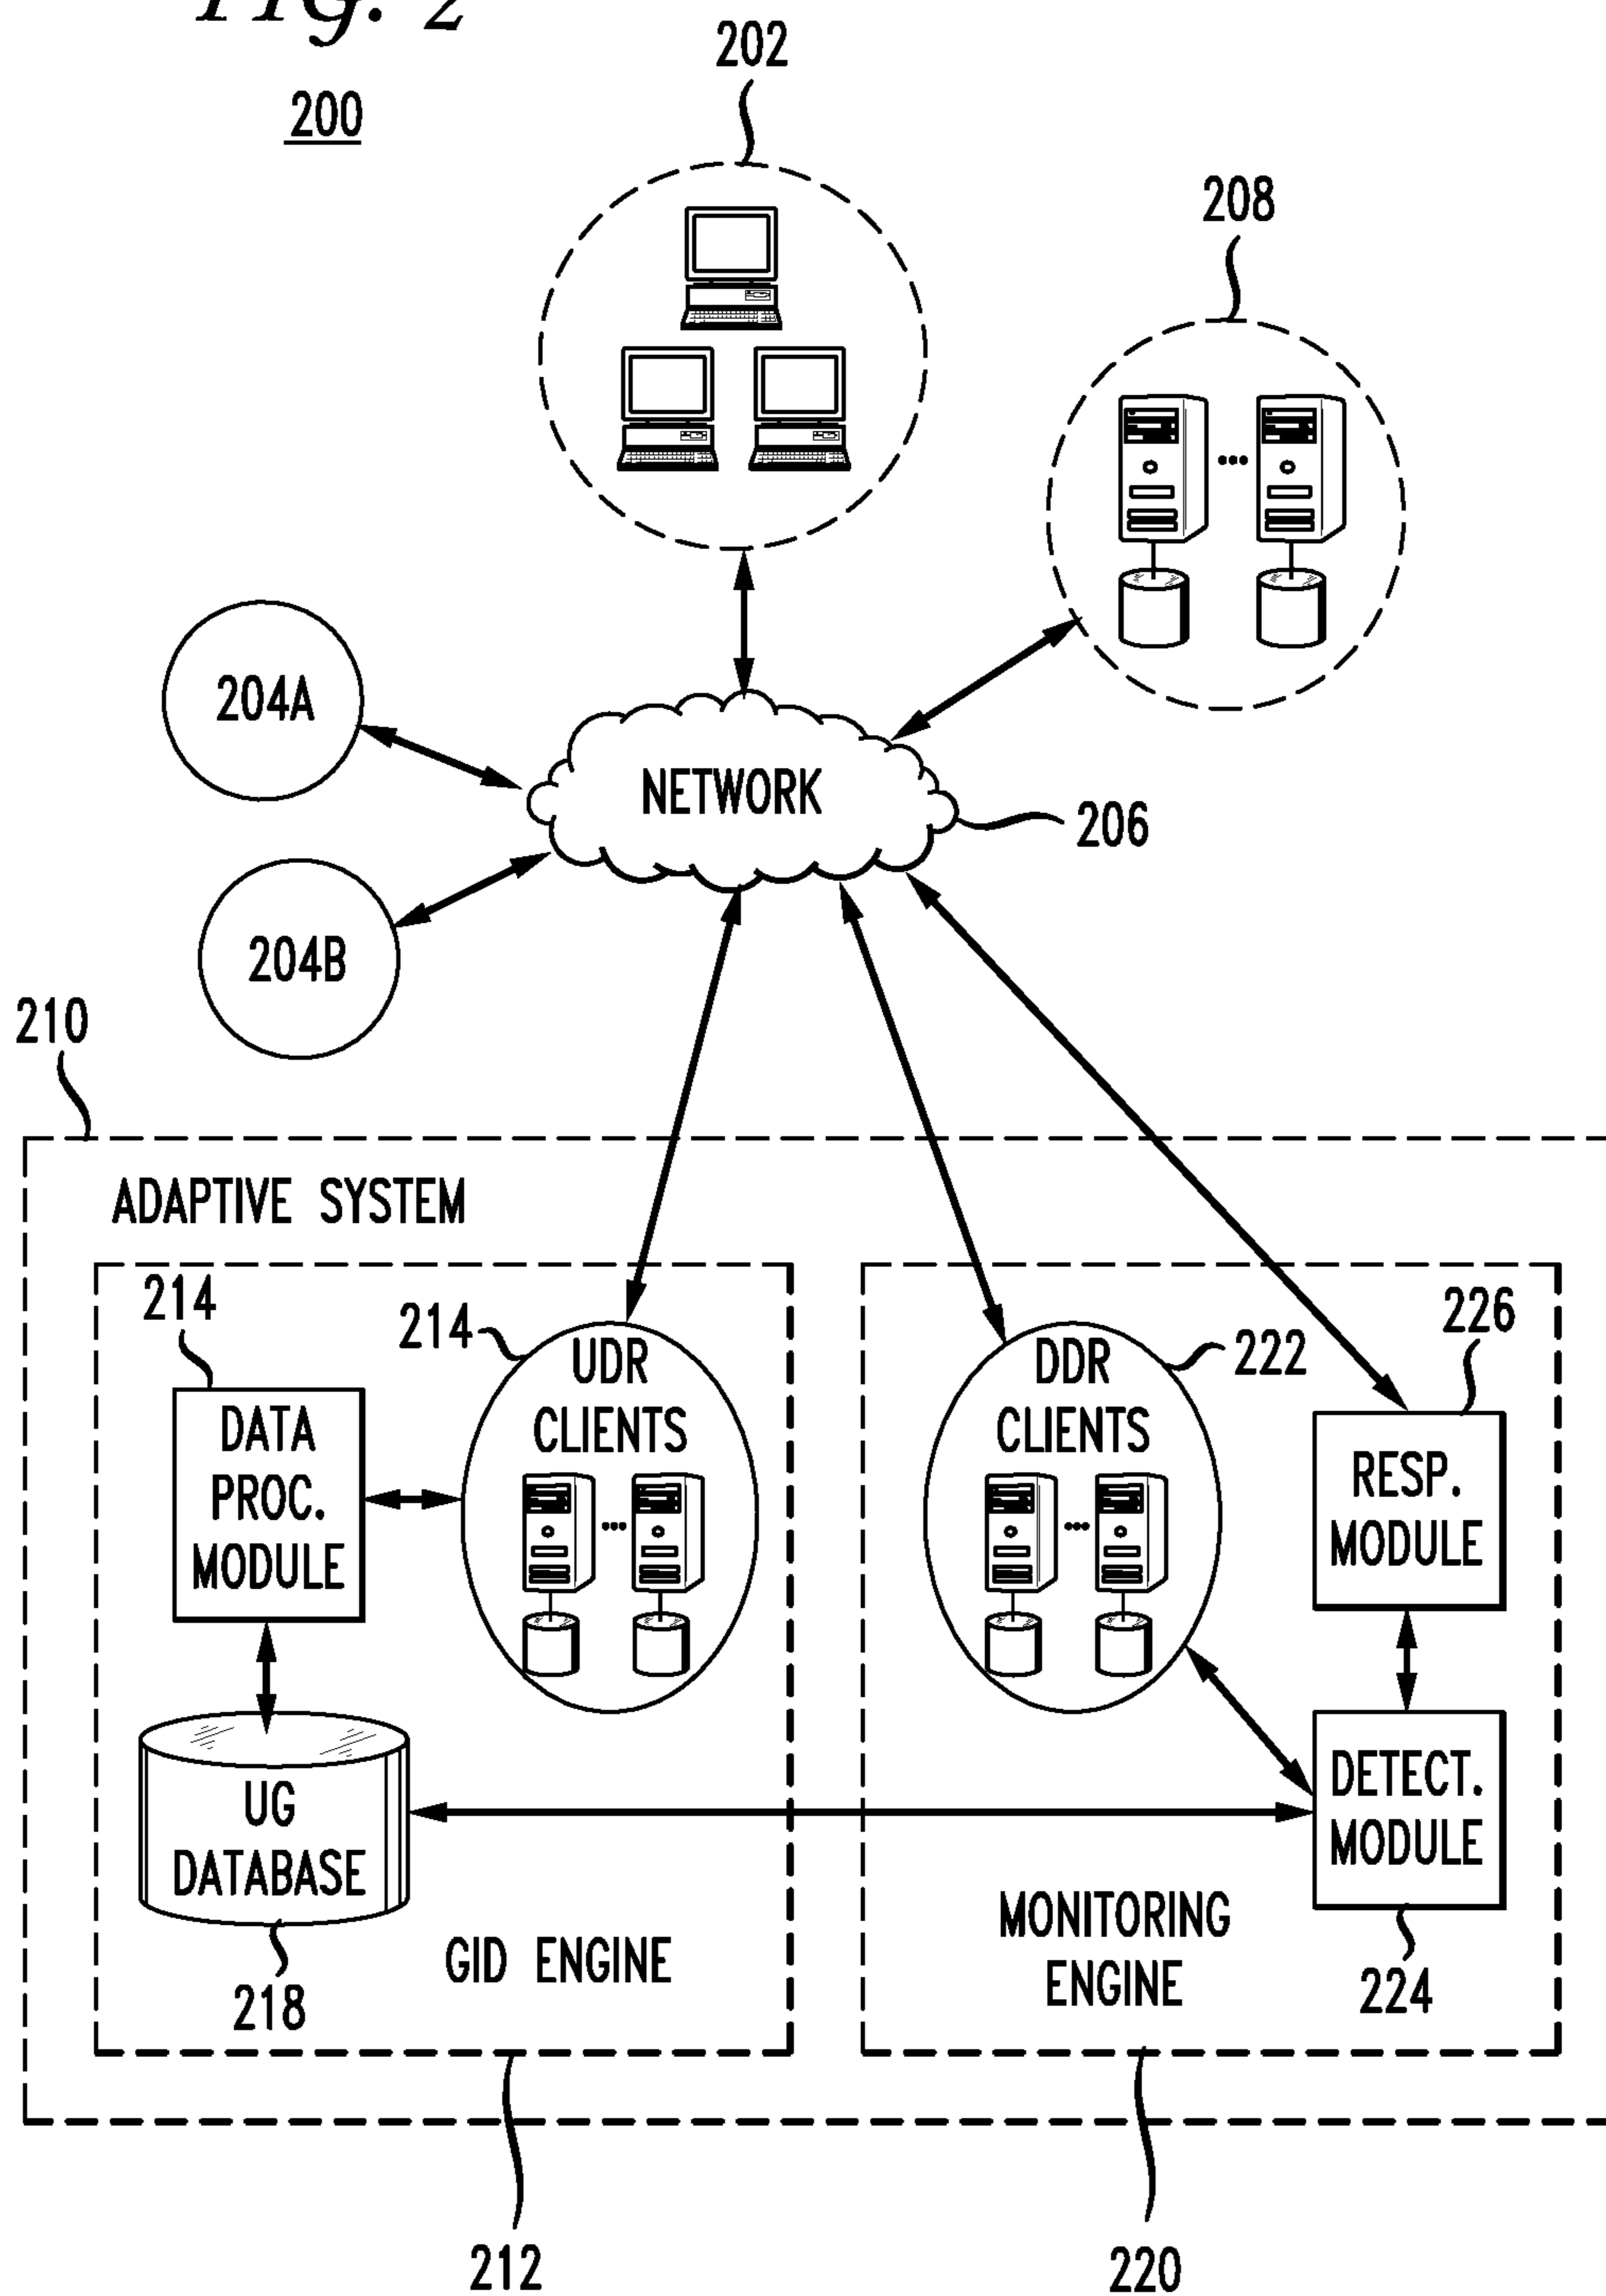 FIG. 2
200
202
208
204A
NETWORK
206
204B
210
ADAPTIVE SYSTEM
214
214
UDR
CLIENTS
DDR
CLIENTS
222
226
DATA
PROC.
MODULE
RESP.
MODULE
UG
DATABASE
DETECT.
MODULE
218
GID ENGINE
MONITORING
ENGINE
224
212
220